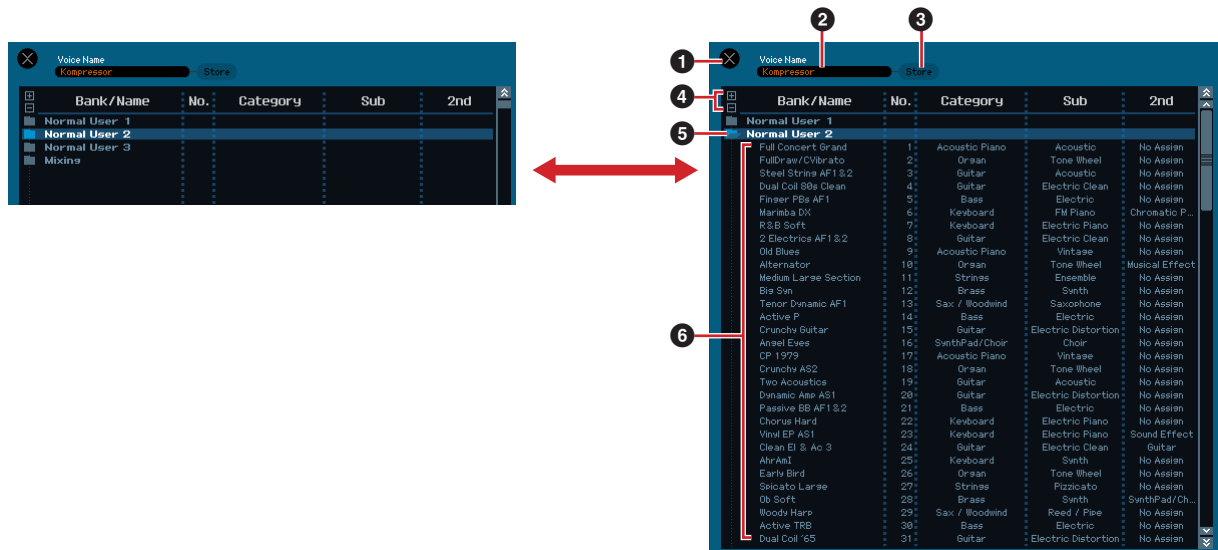 Voice Name
Kompressor Store
Bank/Name No. Category Sub 2nd
Normal User 1
Normal User 2
Normal User 3
Mixing
2 3
1 Voice Name
Kompressor Store
4 Bank/Name No. Category Sub 2nd
Normal User 1
5 Normal User 2
Full Concert Grand 1 Acoustic Piano Acoustic No Assign
FullDraw/CVibrato 2 Organ Tone Wheel No Assign
Steel String AF1&2 3 Guitar Acoustic No Assign
Dual Coil 80s Clean 4 Guitar Electric Clean No Assign
Finger PBs AF1 5 Bass Electric No Assign
Marimba DX 6 Keyboard FM Piano Chromatic P...
R&B Soft 7 Keyboard Electric Piano No Assign
2 Electrics AF1&2 8 Guitar Electric Clean No Assign
Old Blues 9 Acoustic Piano Vintage No Assign
Alternator 10 Organ Tone Wheel Musical Effect
Medium Large Section 11 Strings Ensemble No Assign
Big Syn 12 Brass Synth No Assign
Tenor Dynamic AF1 13 Sax / Woodwind Saxophone No Assign
Active P 14 Bass Electric No Assign
Crunchy Guitar 15 Guitar Electric Distortion No Assign
6 Angel Eyes 16 SynthPad/Choir Choir No Assign
CP 1979 17 Acoustic Piano Vintage No Assign
Crunchy AS2 18 Organ Tone Wheel No Assign
Two Acoustics 19 Guitar Acoustic No Assign
Dynamic Amp AS1 20 Guitar Electric Distortion No Assign
Passive BB AF1&2 21 Bass Electric No Assign
Chorus Hard 22 Keyboard Electric Piano No Assign
Vinyl EP AS1 23 Keyboard Electric Piano Sound Effect
Clean El & Ac 3 24 Guitar Electric Clean Guitar
AhrAmI 25 Keyboard Synth No Assign
Early Bird 26 Organ Tone Wheel No Assign
Spicato Large 27 Strings Pizzicato No Assign
Ob Soft 28 Brass Synth SynthPad/Ch...
Woody Harp 29 Sax / Woodwind Reed / Pipe No Assign
Active TRB 30 Bass Electric No Assign
Dual Coil '65 31 Guitar Electric Distortion No Assign